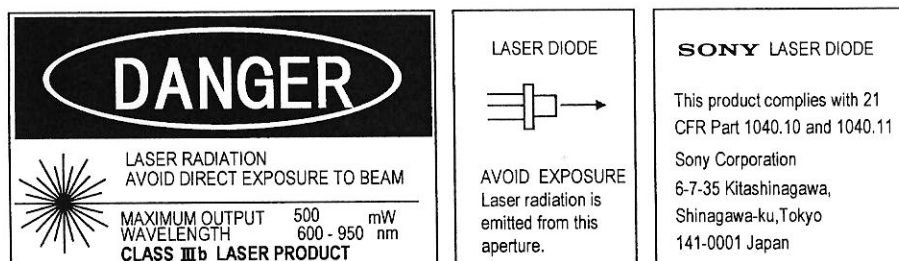 DANGER
LASER RADIATION
AVOID DIRECT EXPOSURE TO BEAM
MAXIMUM OUTPUT 500 mW
WAVELENGTH 600 - 950 nm
CLASS Ⅲb LASER PRODUCT
LASER DIODE
AVOID EXPOSURE
Laser radiation is
emitted from this
aperture.
SONY LASER DIODE
This product complies with 21
CFR Part 1040.10 and 1040.11
Sony Corporation
6-7-35 Kitashinagawa,
Shinagawa-ku,Tokyo
141-0001 Japan